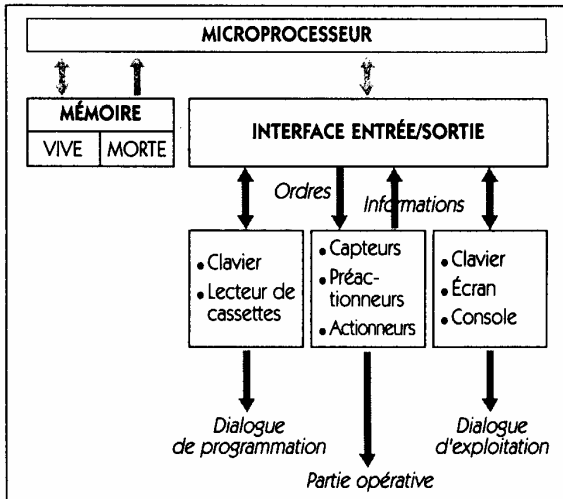 MICROPROCESSEUR
MÉMOIRE
VIVE
MORTE
INTERFACE ENTRÉE/SORTIE
Ordres
Informations
• Clavier
• Lecteur de
cassettes
• Capteurs
• Préac-
tionneurs
• Actionneurs
• Clavier
• Écran
• Console
Dialogue
de programmation
Partie opérative
Dialogue
d'exploitation